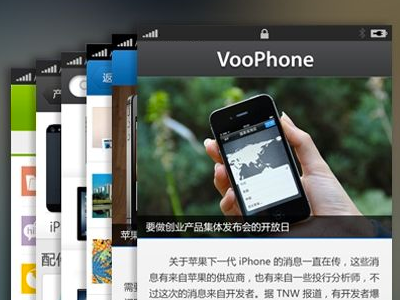 VooPhone
要做创业产品集体发布会的开放日
关于苹果下一代 iPhone 的消息一直在传，这些消
息有来自苹果的供应商，也有来自一些投行分析师，不
过这次的消息来自开发者。据 TNW 报道，有开发者爆
返
产
hi
iP
配件
苹果
需要